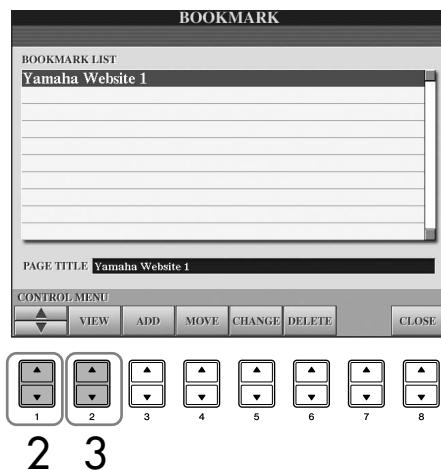 BOOKMARK
BOOKMARK LIST
Yamaha Website 1
PAGE TITLE Yamaha Website 1
CONTROL MENU
VIEW ADD MOVE CHANGE DELETE CLOSE
1 2 3 4 5 6 7 8
2 3